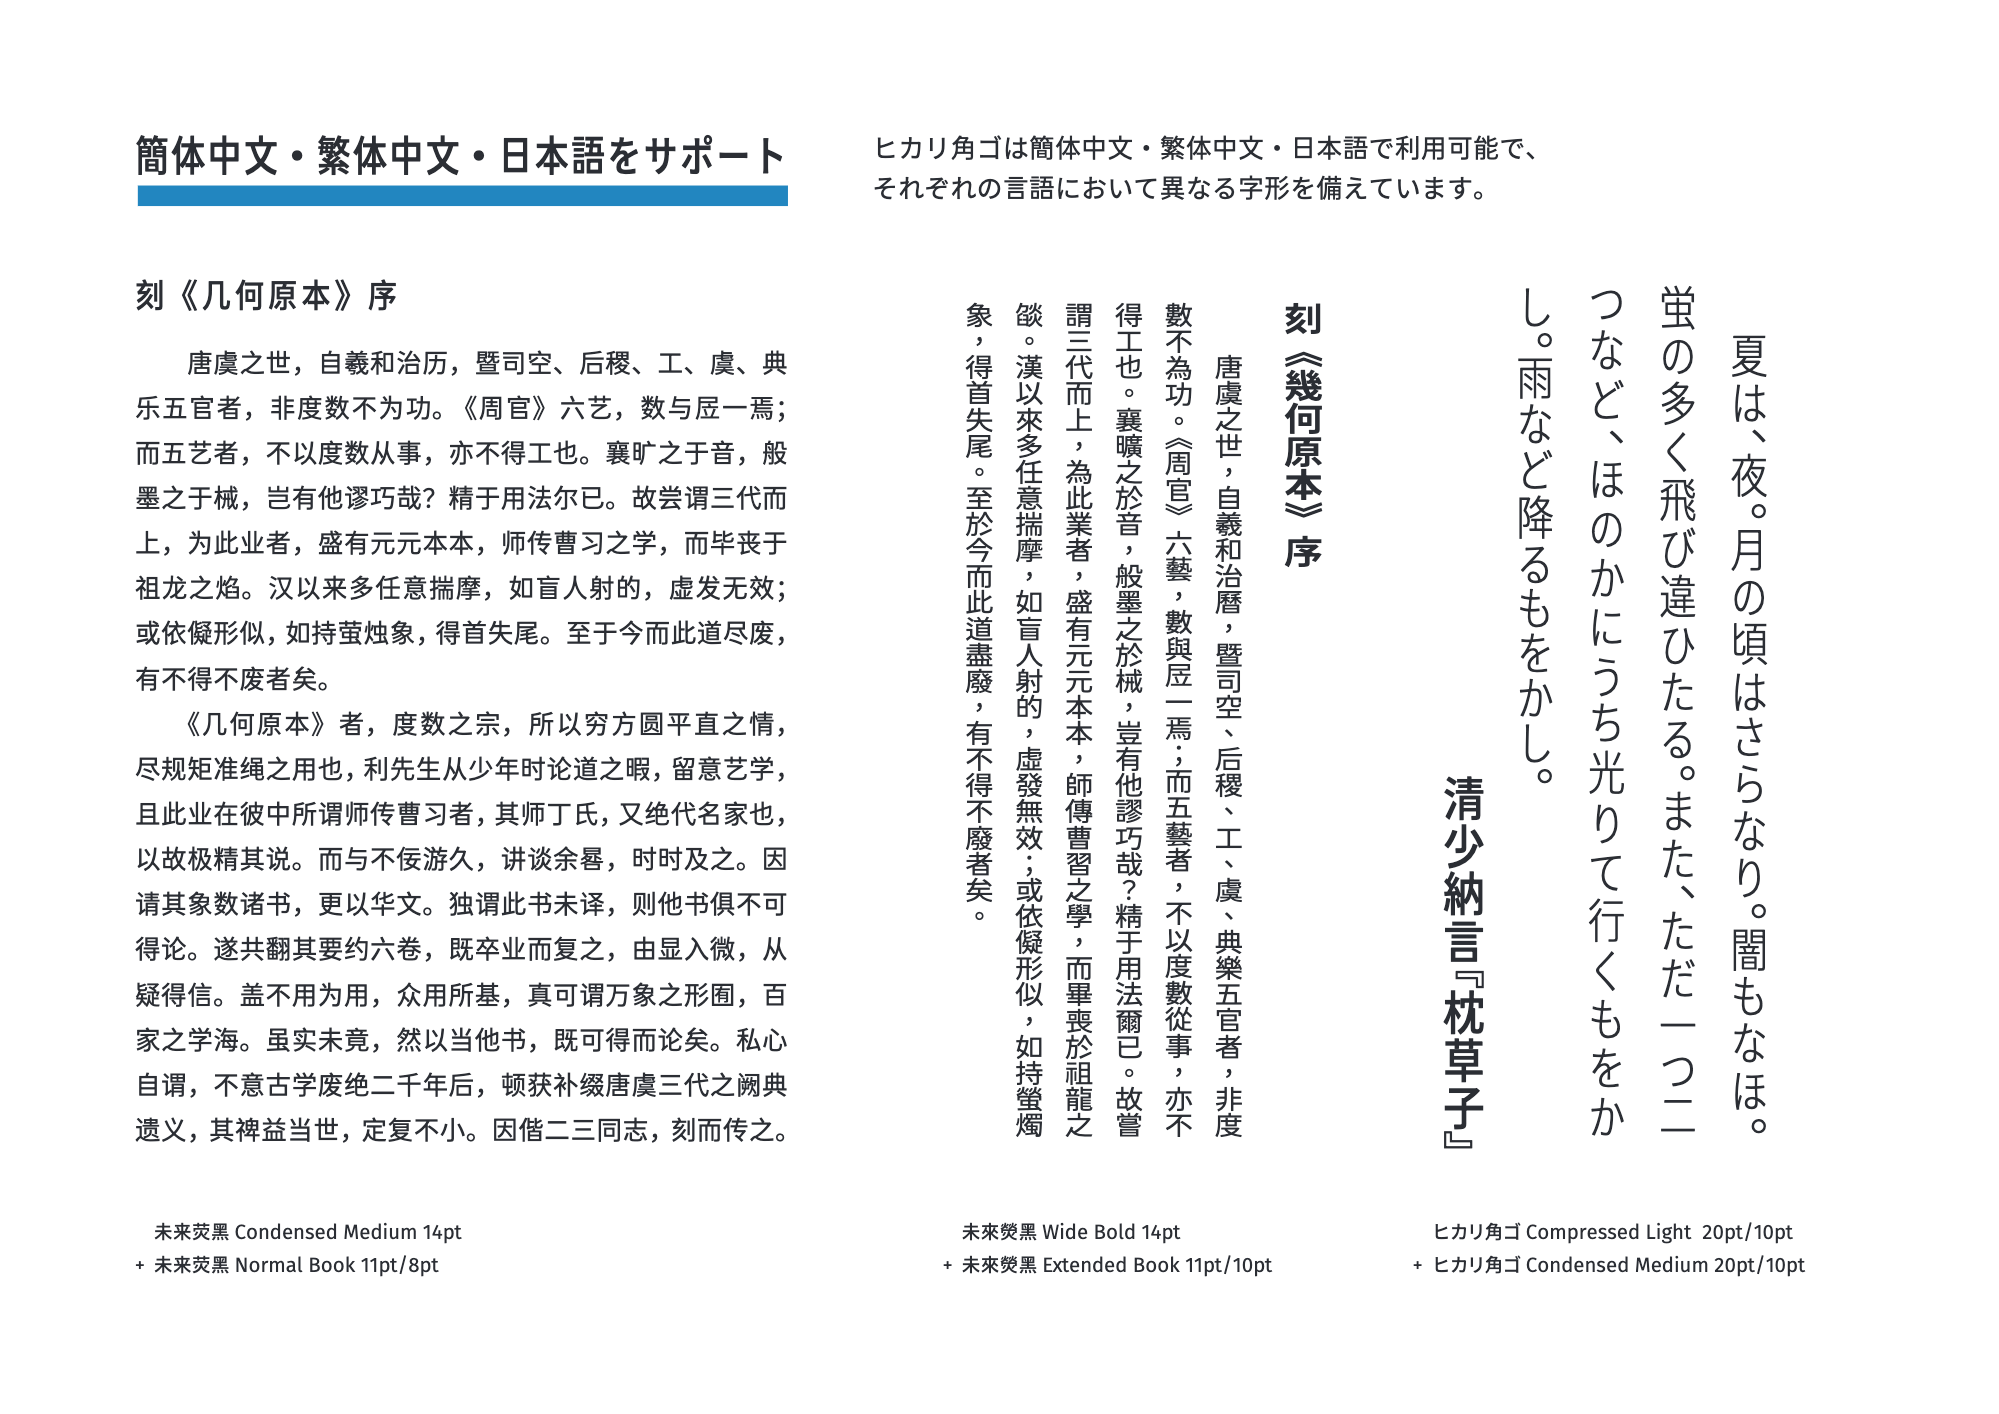 簡体中文・繁体中文・日本語をサポート
ヒカリ角ゴは簡体中文・繁体中文・日本語で利用可能で、
それぞれの言語において異なる字形を備えています。
刻《几何原本》序
唐虞之世，自羲和治历，暨司空、后稷、工、虞、典
乐五官者，非度数不为功。《周官》六艺，数与居一焉；
而五艺者，不以度数从事，亦不得工也。襄旷之于音，般
墨之于械，岂有他谬巧哉？精于用法尔已。故尝谓三代而
上，为此业者，盛有元元本本，师传曹习之学，而毕丧于
祖龙之焰。汉以来多任意揣摩，如盲人射的，虚发无效；
或依儗形似，如持萤烛象，得首失尾。至于今而此道尽废，
有不得不废者矣。
《几何原本》者，度数之宗，所以穷方圆平直之情，
尽规矩准绳之用也，利先生从少年时论道之暇，留意艺学，
且此业在彼中所谓师传曹习者，其师丁氏，又绝代名家也，
以故极精其说。而与不佞游久，讲谈余晷，时时及之。因
请其象数诸书，更以华文。独谓此书未译，则他书俱不可
得论。遂共翻其要约六卷，既卒业而复之，由显入微，从
疑得信。盖不用为用，众用所基，真可谓万象之形囿，百
家之学海。虽实未竟，然以当他书，既可得而论矣。私心
自谓，不意古学废绝二千年后，顿获补缀唐虞三代之阙典
遗义，其裨益当世，定复不小。因偕二三同志，刻而传之。
刻《幾何原本》序
唐虞之世，自羲和治曆，暨司空、后稷、工、虞、典樂五官者，非度
數不為功。《周官》六藝，數與居一焉；而五藝者，不以度數從事，亦不
得工也。襄曠之於音，般墨之於械，豈有他謬巧哉？精于用法爾已。故嘗
謂三代而上，為此業者，盛有元元本本，師傳曹習之學，而畢喪於祖龍之
燄。漢以來多任意揣摩，如盲人射的，虛發無效；或依儗形似，如持螢燭
象，得首失尾。至於今而此道盡廢，有不得不廢者矣。
夏は、夜。月の頃はさらなり。闇もなほ。
蛍の多く飛び違ひたる。また、ただ一つ二
つなど、ほのかにうち光りて行くもをか
し。雨など降るもをかし。
清少納言『枕草子』
未来荧黑 Condensed Medium 14pt
+ 未来荧黑 Normal Book 11pt/8pt
未來熒黑 Wide Bold 14pt
+ 未來熒黑 Extended Book 11pt/10pt
ヒカリ角ゴ Compressed Light 20pt/10pt
+ ヒカリ角ゴ Condensed Medium 20pt/10pt